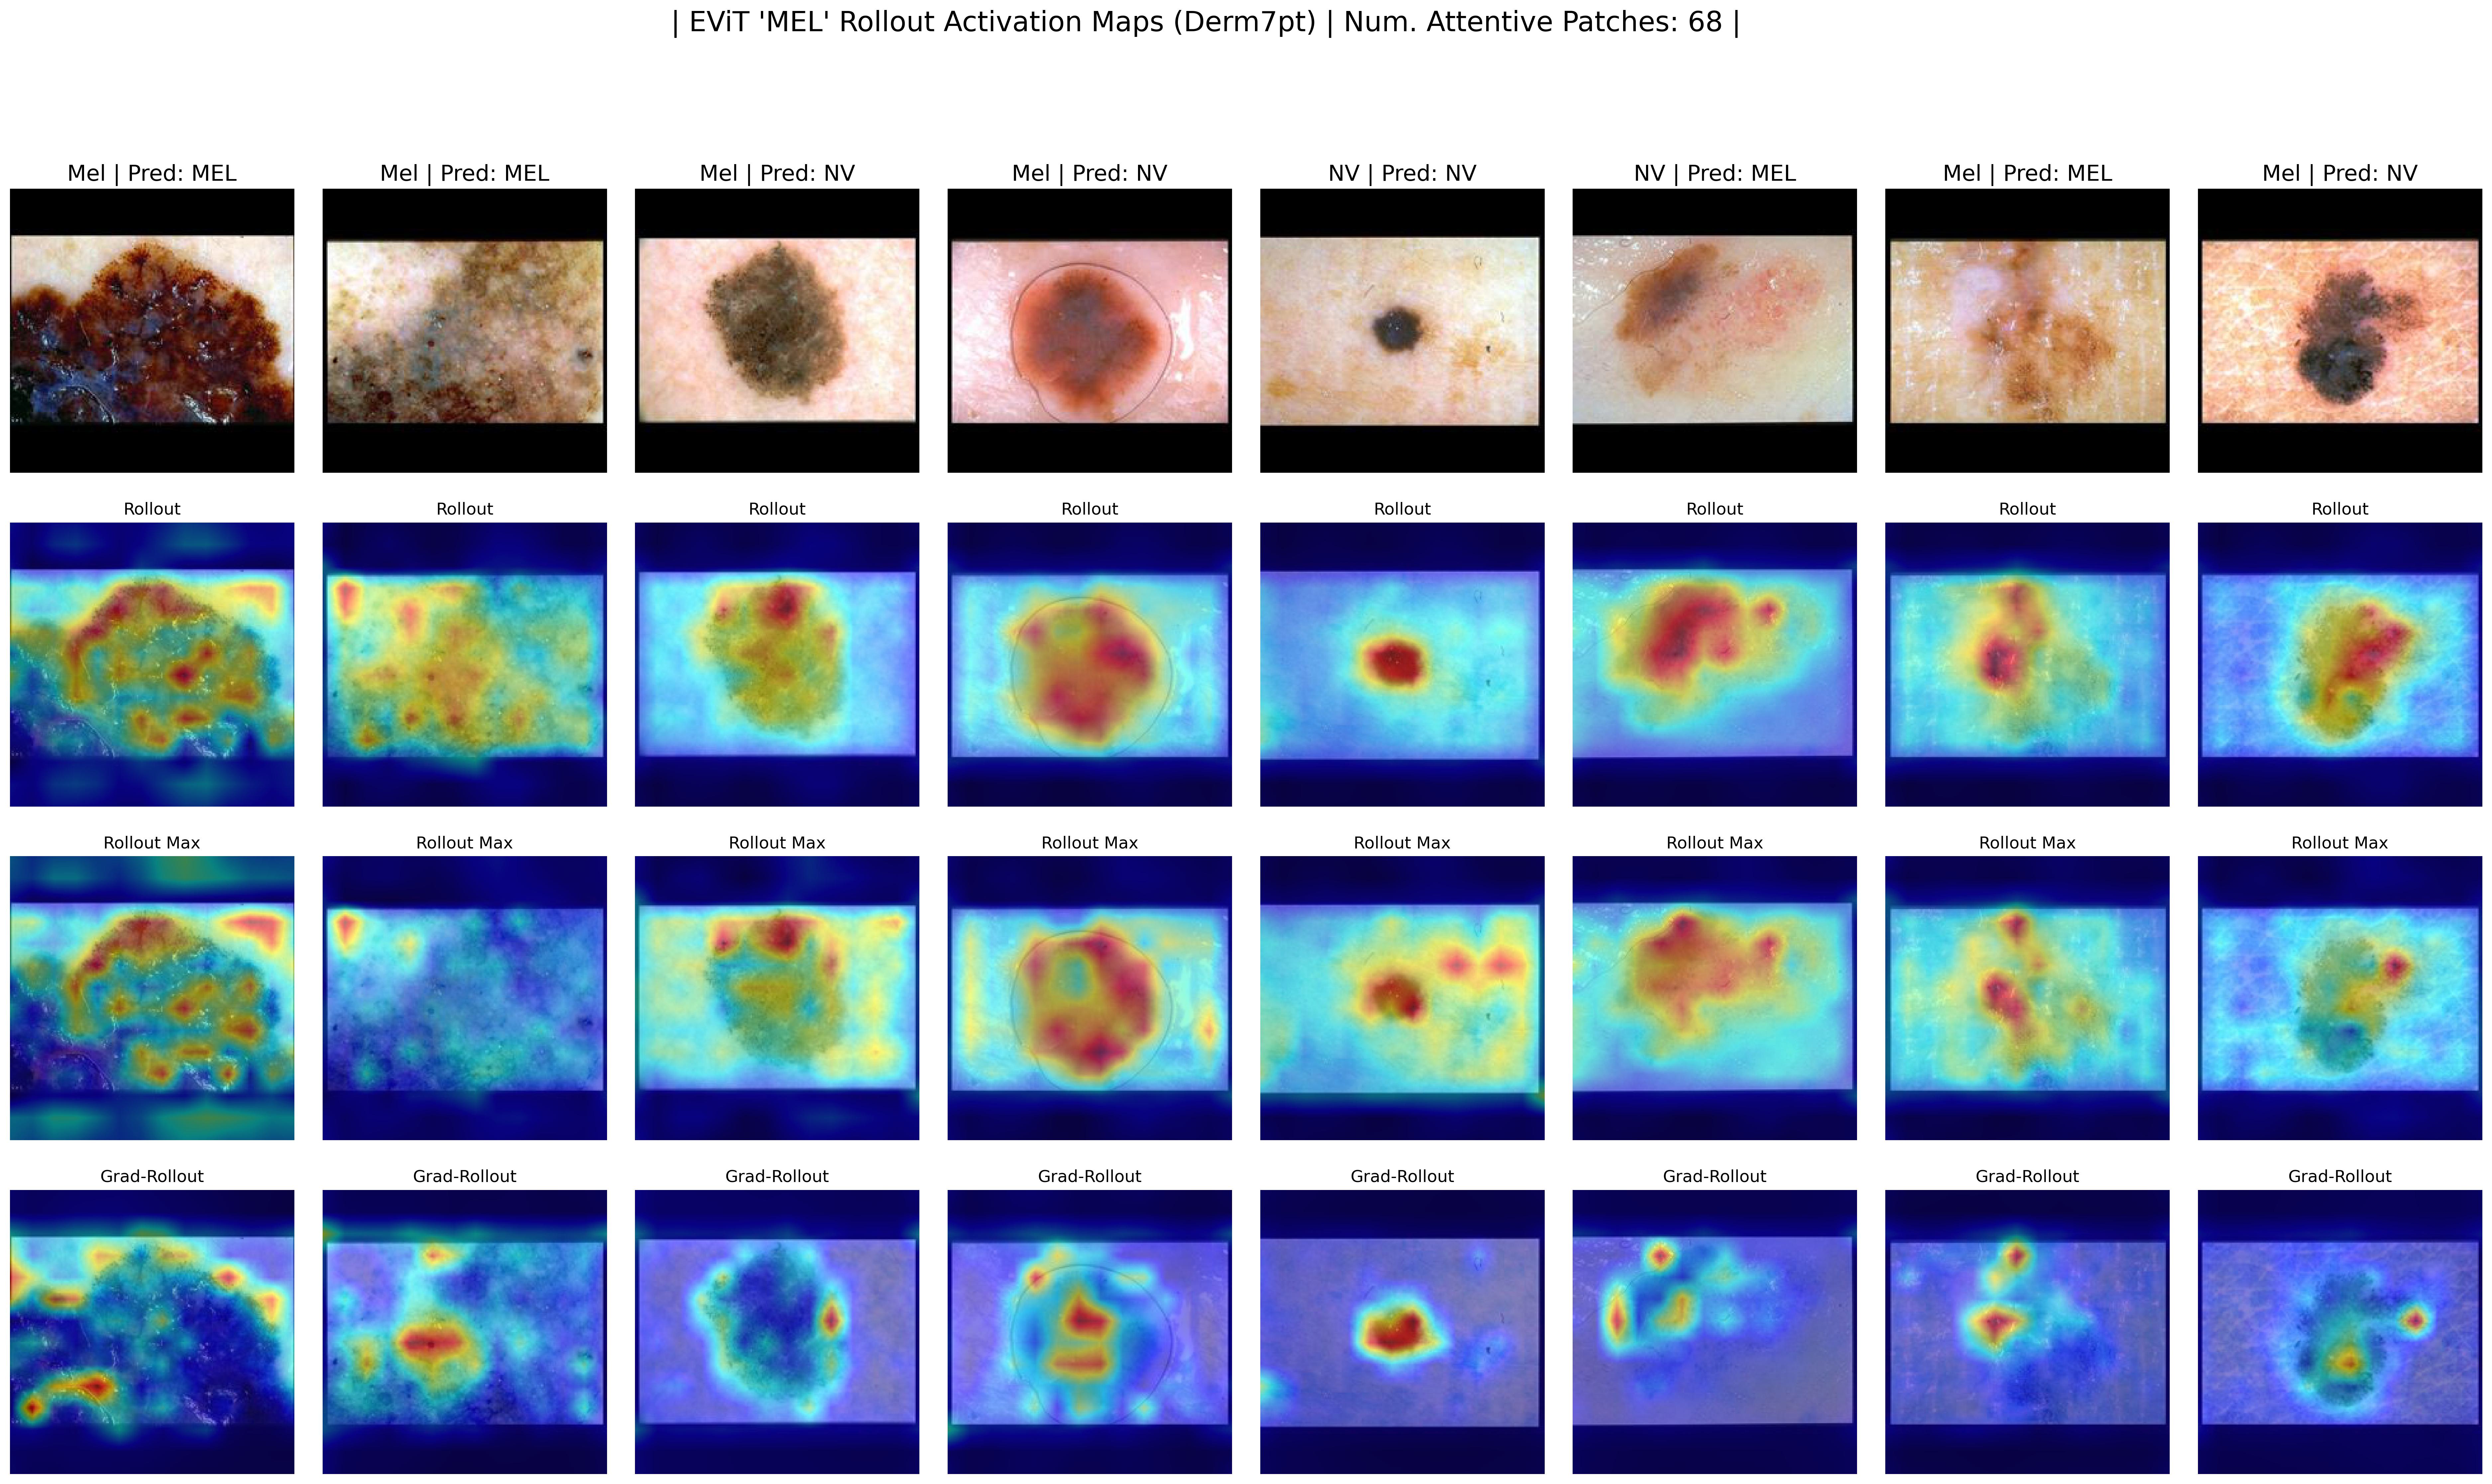 | EViT 'MEL' Rollout Activation Maps (Derm7pt) | Num. Attentive Patches: 68 |
Mel | Pred: MEL
Mel | Pred: MEL
Mel | Pred: NV
Mel | Pred: NV
NV | Pred: NV
NV | Pred: MEL
Mel | Pred: MEL
Mel | Pred: NV
Rollout
Rollout
Rollout
Rollout
Rollout
Rollout
Rollout
Rollout
Rollout Max
Rollout Max
Rollout Max
Rollout Max
Rollout Max
Rollout Max
Rollout Max
Rollout Max
Grad-Rollout
Grad-Rollout
Grad-Rollout
Grad-Rollout
Grad-Rollout
Grad-Rollout
Grad-Rollout
Grad-Rollout